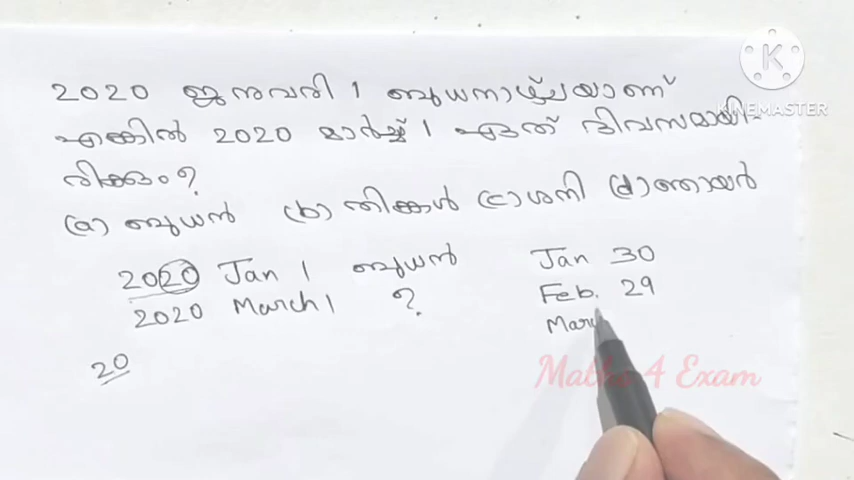 2020 ജനുവരി 1 ബുധനാഴ്ചയാണ്
എങ്കിൽ 2020 മാർച്ച് 1 ഏത് ദിവസമായി-
രിക്കും?
(a) ബുധൻ (b) തിങ്കൾ (c) ശനി (d) ഞായർ
2020 Jan 1 ബുധൻ Jan 30
2020 March 1 ? Feb. 29
Marc
20
K
KINEMASTER
Maths 4 Exam